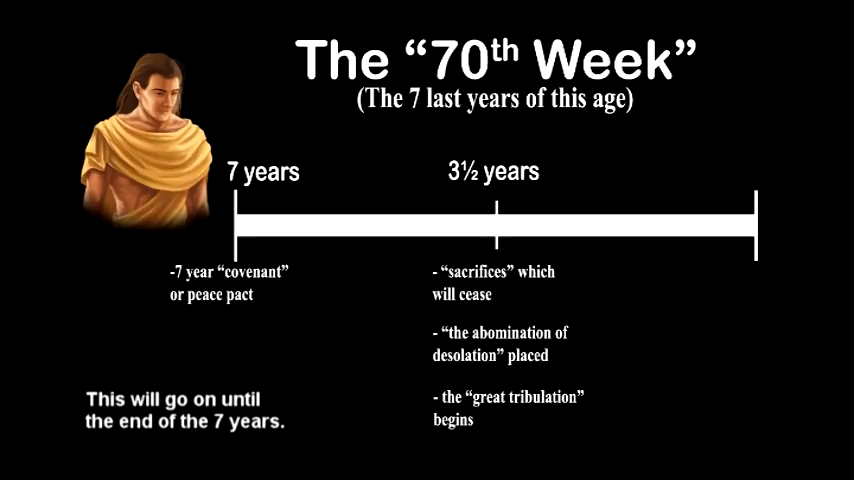 The “70th Week”
(The 7 last years of this age)
7 years
3½ years
-7 year “covenant”
or peace pact
- “sacrifices” which
will cease
- “the abomination of
desolation” placed
- the “great tribulation”
begins
This will go on until
the end of the 7 years.